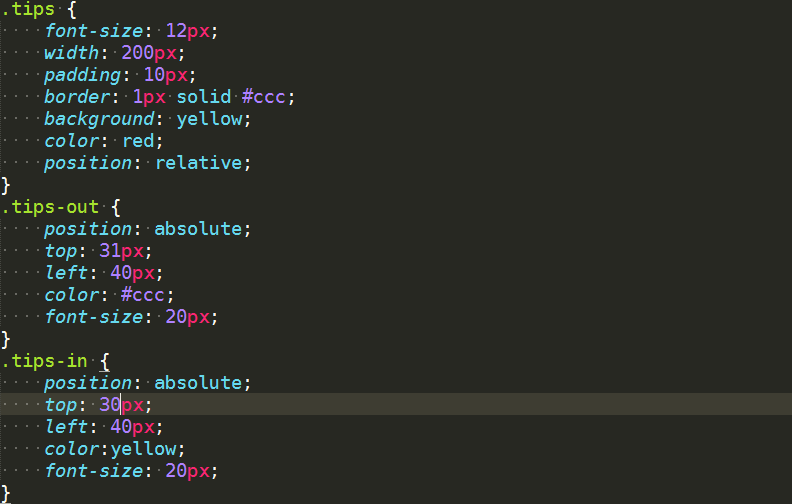 .tips {
    font-size: 12px;
    width: 200px;
    padding: 10px;
    border: 1px solid #ccc;
    background: yellow;
    color: red;
    position: relative;
}
.tips-out {
    position: absolute;
    top: 31px;
    left: 40px;
    color: #ccc;
    font-size: 20px;
}
.tips-in {
    position: absolute;
    top: 30px;
    left: 40px;
    color:yellow;
    font-size: 20px;
}